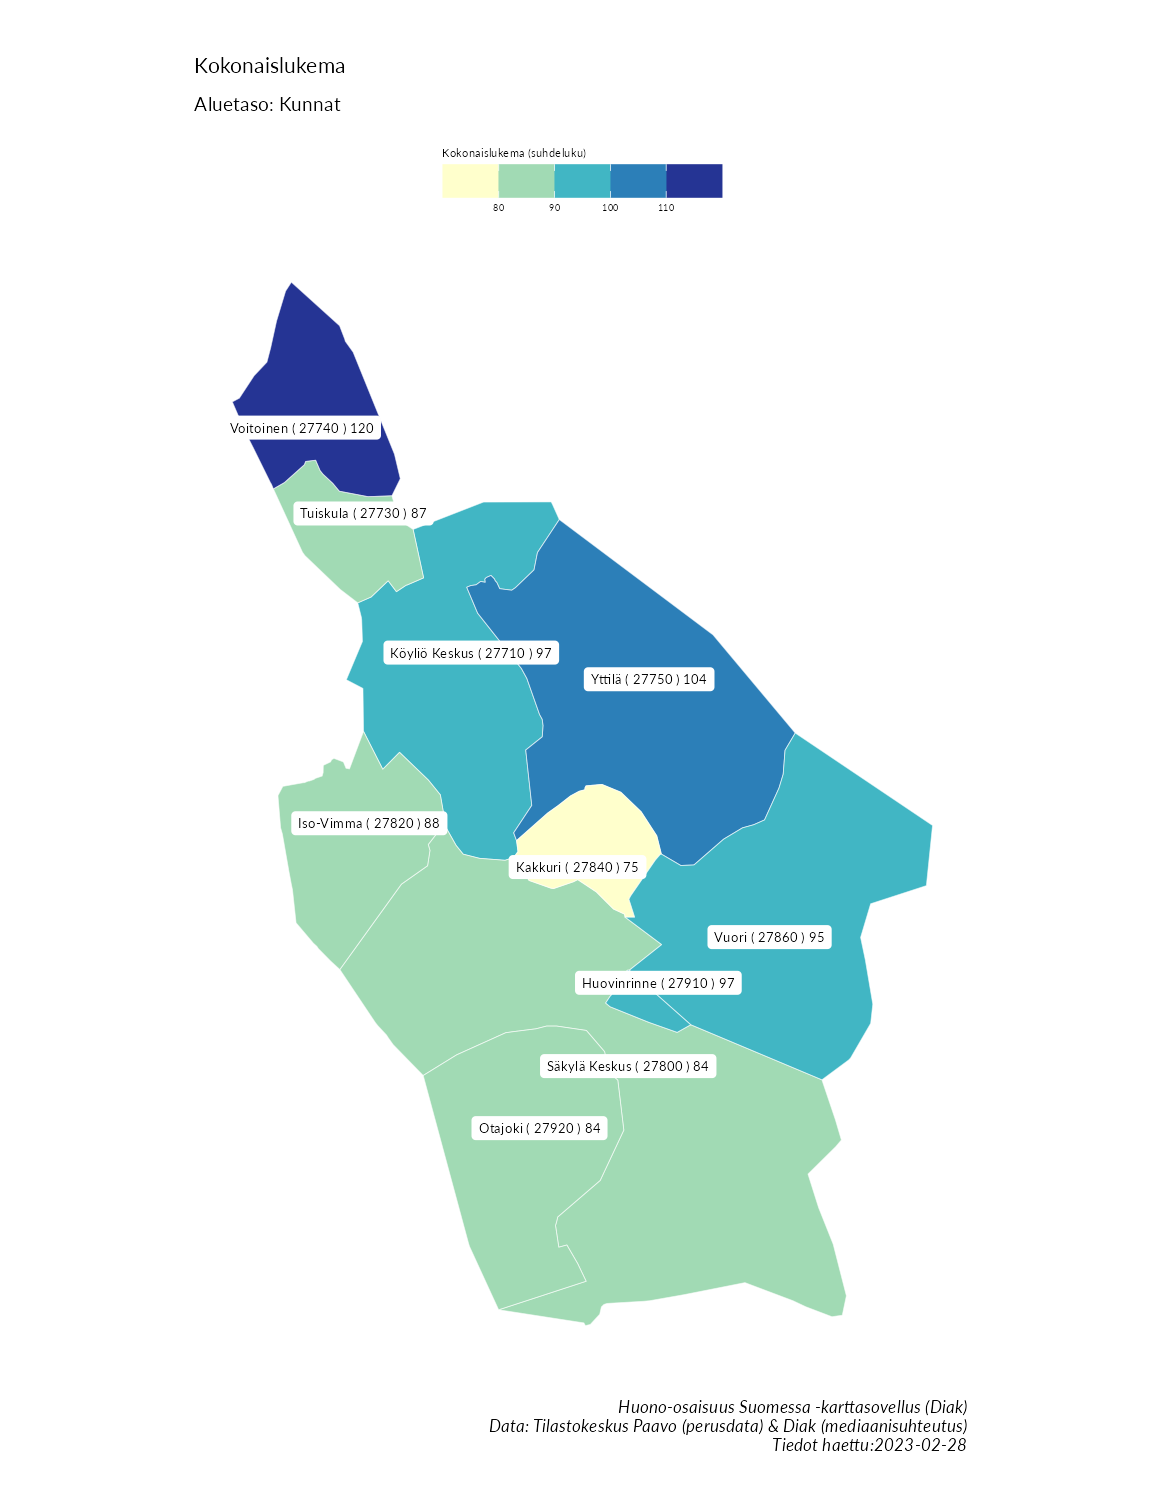 Kokonaislukema
Aluetaso: Kunnat
Kokonaislukema (suhdeluku)
80 90 100 110
Voitoinen ( 27740 ) 120
Tuiskula ( 27730 ) 87
Köyliö Keskus ( 27710 ) 97
Yttilä ( 27750 ) 104
Iso-Vimma ( 27820 ) 88
Kakkuri ( 27840 ) 75
Vuori ( 27860 ) 95
Huovinrinne ( 27910 ) 97
Säkylä Keskus ( 27800 ) 84
Otajoki ( 27920 ) 84
Huono-osaisuus Suomessa -karttasovellus (Diak)
Data: Tilastokeskus Paavo (perusdata) & Diak (mediaanisuhteutus)
Tiedot haettu:2023-02-28